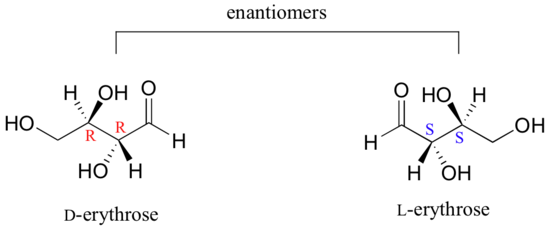 enantiomers
H OH O
HO R R H
HO H
D-erythrose
O HO H
H S S OH
H OH
L-erythrose